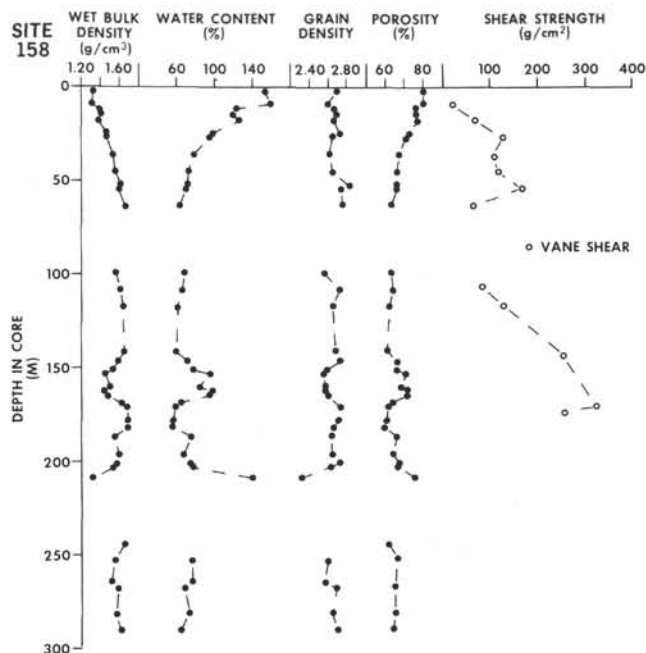 SITE
158
WET BULK
DENSITY
(g/cm³)
1.20 1.60
WATER CONTENT
(%)
60 100 140
GRAIN
DENSITY
2.40 2.80
POROSITY
(%)
60 80
SHEAR STRENGTH
(g/cm²)
100 200 300 400
0
50
100
150
200
250
300
DEPTH IN CORE
(M)
VANE SHEAR